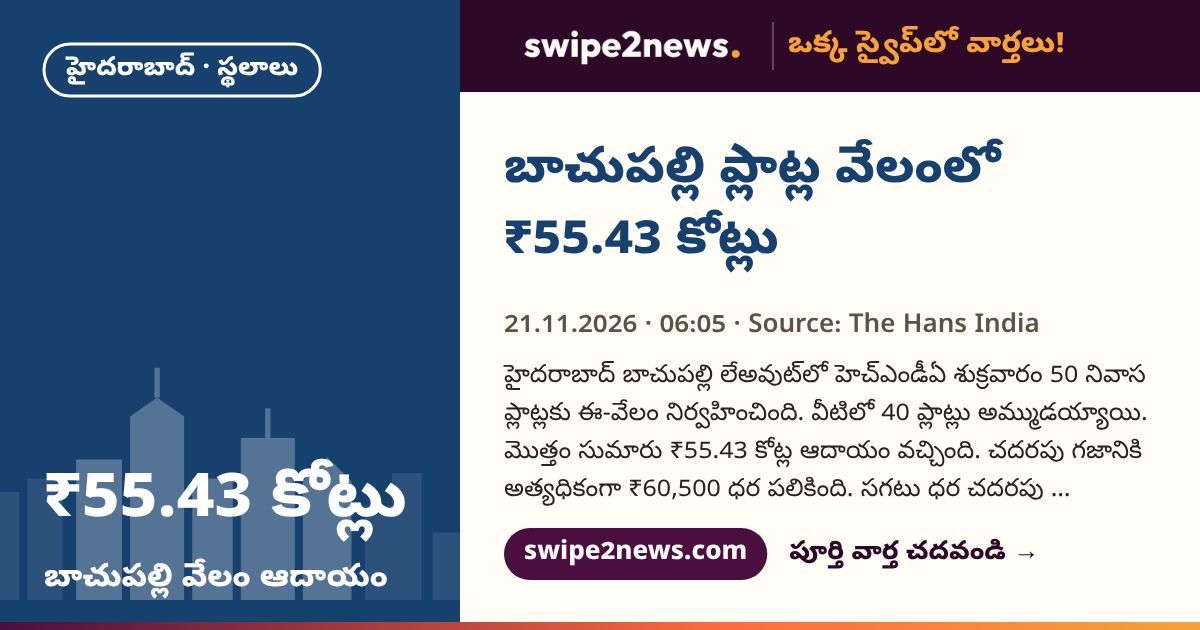 హైదరాబాద్ · స్థలాలు
₹55.43 కోట్లు
బాచుపల్లి వేలం ఆదాయం
swipe2news. ఒక్క స్వైప్‌లో వార్తలు!
బాచుపల్లి ప్లాట్ల వేలంలో
₹55.43 కోట్లు
21.11.2026 · 06:05 · Source: The Hans India
హైదరాబాద్ బాచుపల్లి లేఅవుట్‌లో హెచ్‌ఎండీఏ శుక్రవారం 50 నివాస
ప్లాట్లకు ఈ-వేలం నిర్వహించింది. వీటిలో 40 ప్లాట్లు అమ్ముడయ్యాయి.
మొత్తం సుమారు ₹55.43 కోట్ల ఆదాయం వచ్చింది. చదరపు గజానికి
అత్యధికంగా ₹60,500 ధర పలికింది. సగటు ధర చదరపు ...
swipe2news.com పూర్తి వార్త చదవండి →